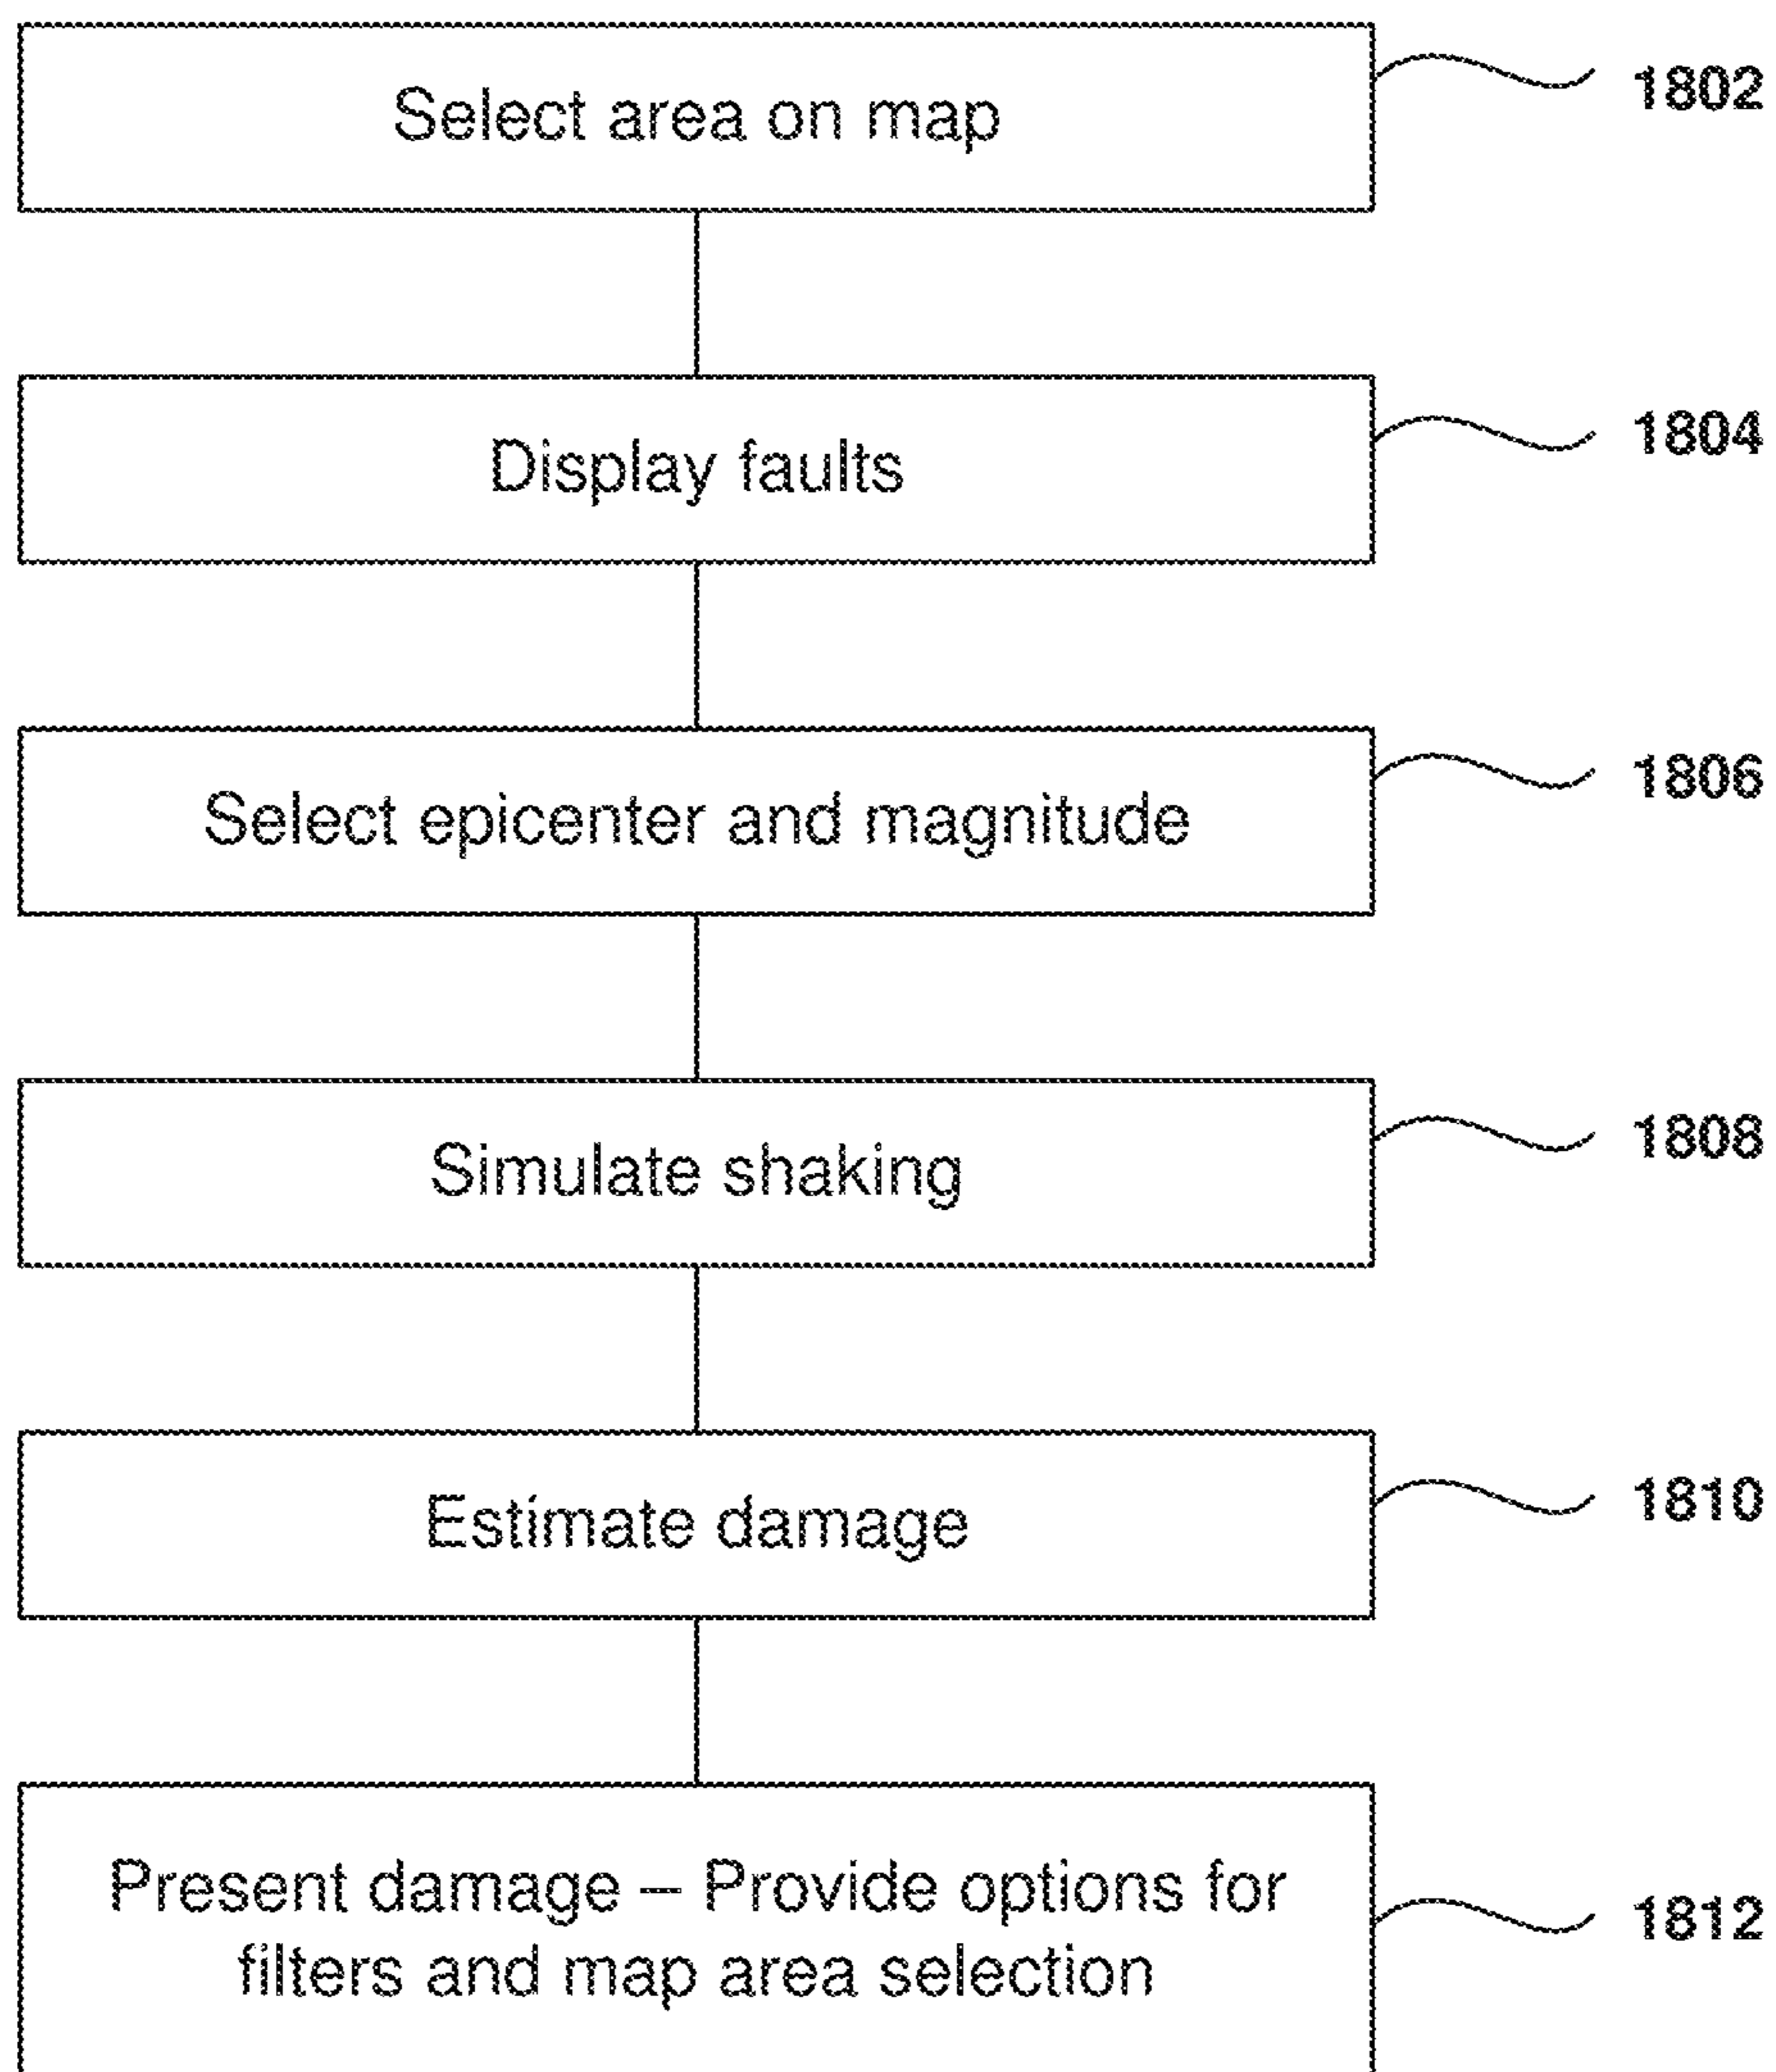 Select area on map
1802
Display faults
1804
Select epicenter and magnitude
1806
Simulate shaking
1808
Estimate damage
1810
Present damage – Provide options for
filters and map area selection
1812